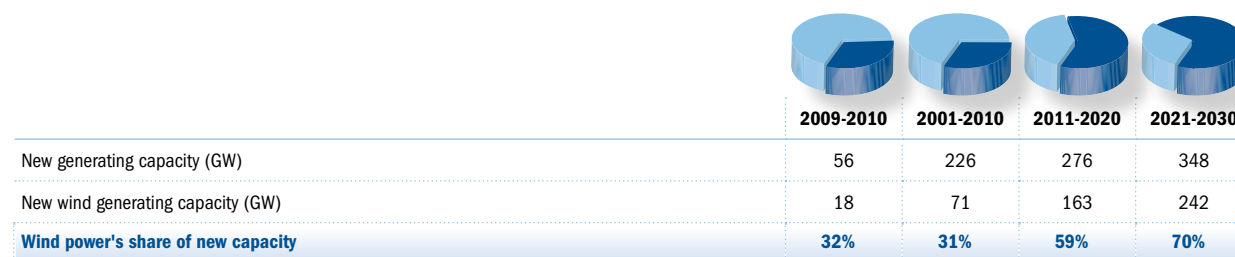 2009-2010 2001-2010 2011-2020 2021-2030
New generating capacity (GW) 56 226 276 348
New wind generating capacity (GW) 18 71 163 242
Wind power's share of new capacity 32% 31% 59% 70%